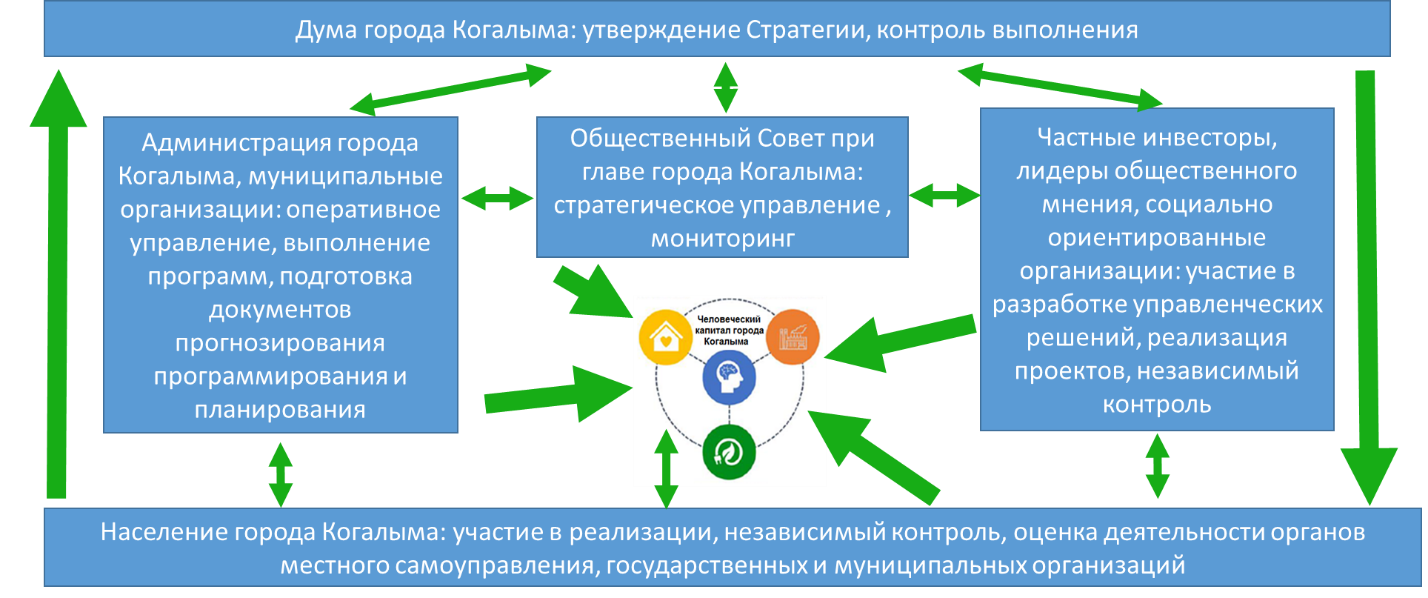 Дума города Когалыма: утверждение Стратегии, контроль выполнения
Администрация города
Когалыма, муниципальные
организации: оперативное
управление, выполнение
программ, подготовка
документов
прогнозирования
программирования и
планирования
Общественный Совет при
главе города Когалыма:
стратегическое управление ,
мониторинг
Частные инвесторы,
лидеры общественного
мнения, социально
ориентированные
организации: участие в
разработке управленческих
решений, реализация
проектов, независимый
контроль
Человеческий
капитал города
Когалыма
Население города Когалыма: участие в реализации, независимый контроль, оценка деятельности органов
местного самоуправления, государственных и муниципальных организаций